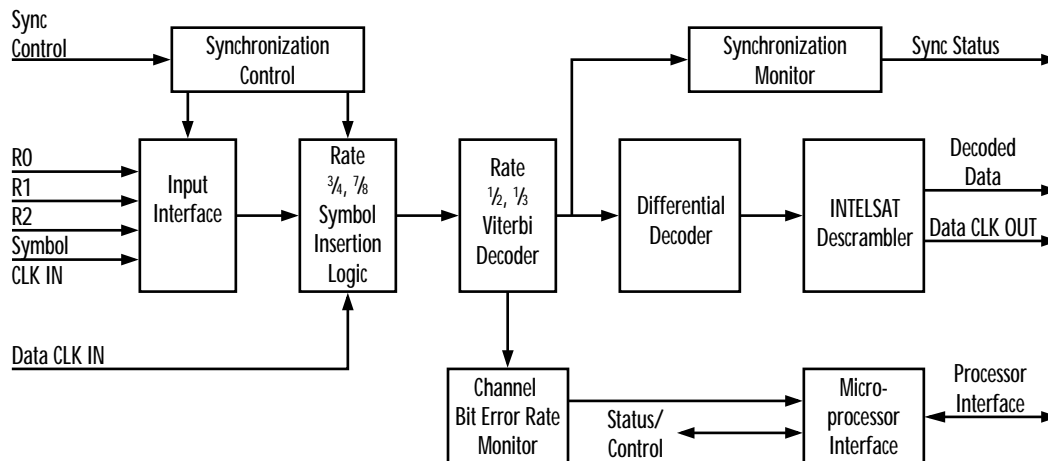 Sync
Control
Synchronization
Control
Synchronization
Monitor
Sync Status
R0
R1
R2
Symbol
CLK IN
Input
Interface
Rate
¾, ⅞
Symbol
Insertion
Logic
Rate
½, ⅓
Viterbi
Decoder
Differential
Decoder
INTELSAT
Descrambler
Decoded
Data
Data CLK OUT
Data CLK IN
Channel
Bit Error Rate
Monitor
Status/
Control
Micro-
processor
Interface
Processor
Interface